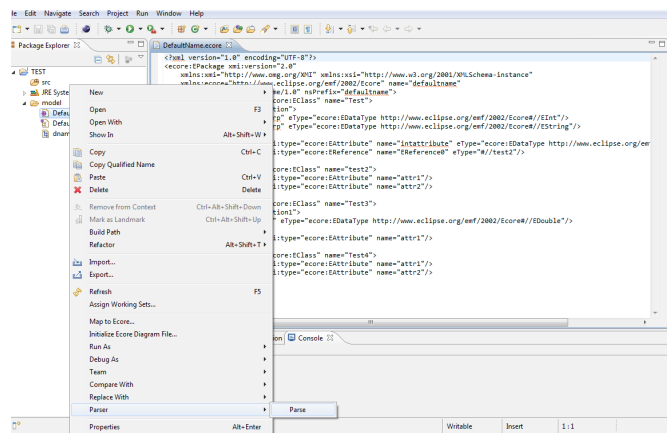 le Edit Navigate Search Project Run Window Help
Package Explorer
DefaultName.ecore
TEST
src
JRE System
model
Defau
Defau
dnam
<?xml version="1.0" encoding="UTF-8"?>
<ecore:EPackage xmi:version="2.0"
xmlns:xmi="http://www.omg.org/XMI" xmlns:xsi="http://www.w3.org/2001/XMLSchema-instance"
xmlns:ecore="http://www.eclipse.org/emf/2002/Ecore" name="defaultname"
me/1.0" nsPrefix="defaultname">
core:EClass" name="Test">
tion">
rp" eType="ecore:EDataType http://www.eclipse.org/emf/2002/Ecore#//EInt"/>
rp" eType="ecore:EDataType http://www.eclipse.org/emf/2002/Ecore#//EString"/>
i:type="ecore:EAttribute" name="intattribute" eType="ecore:EDataType http://www.eclipse.org/em
i:type="ecore:EReference" name="EReference0" eType="#//test2"/>
core:EClass" name="test2">
i:type="ecore:EAttribute" name="attr1"/>
i:type="ecore:EAttribute" name="attr2"/>
core:EClass" name="Test3">
tion1">
" eType="ecore:EDataType http://www.eclipse.org/emf/2002/Ecore#//EDouble"/>
i:type="ecore:EAttribute" name="attr1"/>
core:EClass" name="Test4">
i:type="ecore:EAttribute" name="attr1"/>
i:type="ecore:EAttribute" name="attr2"/>
New
Open F3
Open With
Show In Alt+Shift+W
Copy Ctrl+C
Copy Qualified Name
Paste Ctrl+V
Delete Delete
Remove from Context Ctrl+Alt+Shift+Down
Mark as Landmark Ctrl+Alt+Shift+Up
Build Path
Refactor Alt+Shift+T
Import...
Export...
Refresh F5
Assign Working Sets...
Map to Ecore...
Initialize Ecore Diagram File...
Run As
Debug As
Team
Compare With
Replace With
Parser
Parse
Properties Alt+Enter
ion Console
Writable Insert 1:1